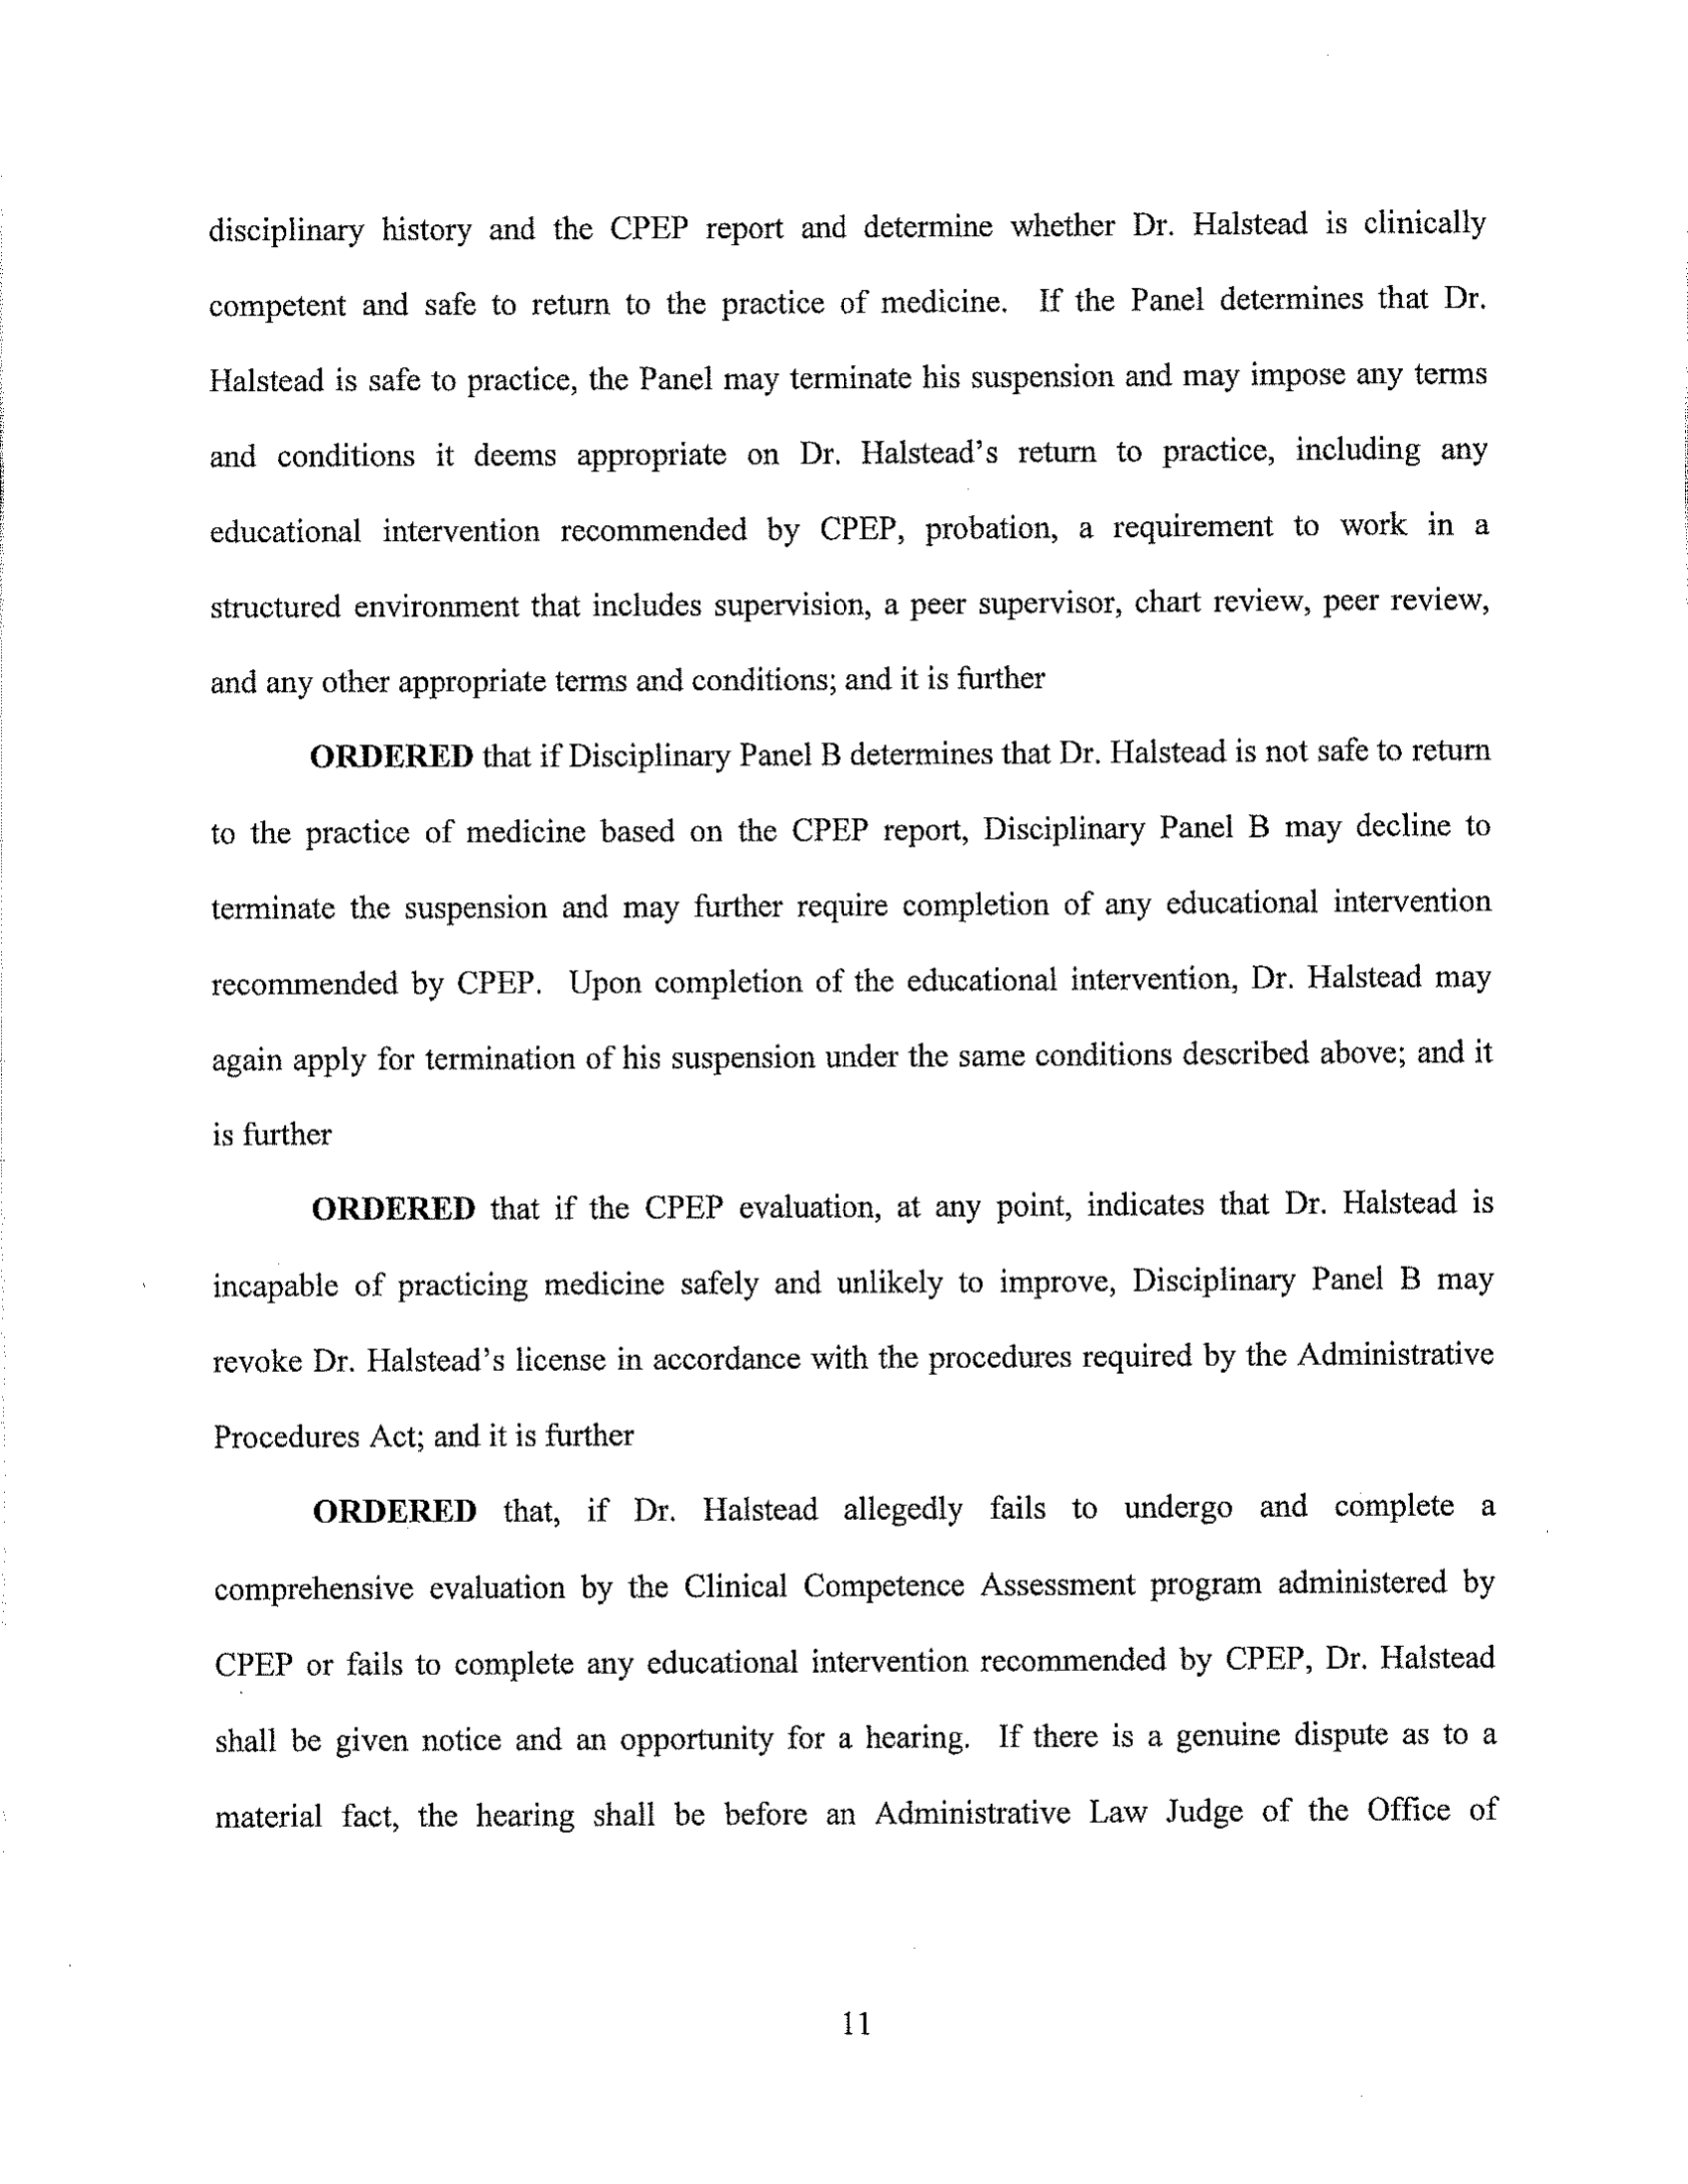 disciplinary history and the CPEP report and determine whether Dr. Halstead is clinically
competent and safe to return to the practice of medicine. If the Panel determines that Dr.
Halstead is safe to practice, the Panel may terminate his suspension and may impose any terms
and conditions it deems appropriate on Dr. Halstead's return to practice, including any
educational intervention recommended by CPEP, probation, a requirement to work in a
structured environment that includes supervision, a peer supervisor, chart review, peer review,
and any other appropriate terms and conditions; and it is further
ORDERED that if Disciplinary Panel B determines that Dr. Halstead is not safe to return
to the practice of medicine based on the CPEP report, Disciplinary Panel B may decline to
terminate the suspension and may further require completion of any educational intervention
recommended by CPEP. Upon completion of the educational intervention, Dr. Halstead may
again apply for termination of his suspension under the same conditions described above; and it
is further
ORDERED that if the CPEP evaluation, at any point, indicates that Dr. Halstead is
incapable of practicing medicine safely and unlikely to improve, Disciplinary Panel B may
revoke Dr. Halstead's license in accordance with the procedures required by the Administrative
Procedures Act; and it is further
ORDERED that, if Dr. Halstead allegedly fails to undergo and complete a
comprehensive evaluation by the Clinical Competence Assessment program administered by
CPEP or fails to complete any educational intervention recommended by CPEP, Dr. Halstead
shall be given notice and an opportunity for a hearing. If there is a genuine dispute as to a
material fact, the hearing shall be before an Administrative Law Judge of the Office of
11